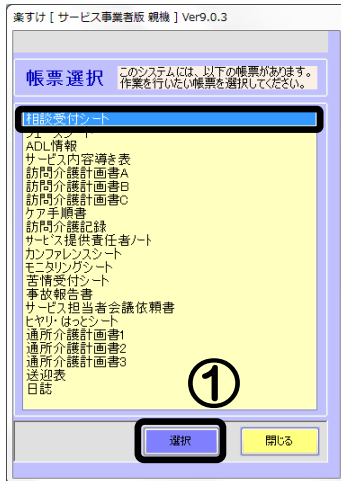 楽すけ [ サービス事業者版 親機 ] Ver9.0.3
帳票選択
このシステムには、以下の帳票があります。
作業を行いたい帳票を選択してください。
相談受付シート
フェースシート
ADL情報
サービス内容導き表
訪問介護計画書A
訪問介護計画書B
訪問介護計画書C
ケア手順書
訪問介護記録
サービス提供責任者ノート
カンファレンスシート
モニタリングシート
苦情受付シート
事故報告書
サービス担当者会議依頼書
ヒヤリ・はっとシート
通所介護計画書1
通所介護計画書2
通所介護計画書3
送迎表
日誌
①
選択
閉じる